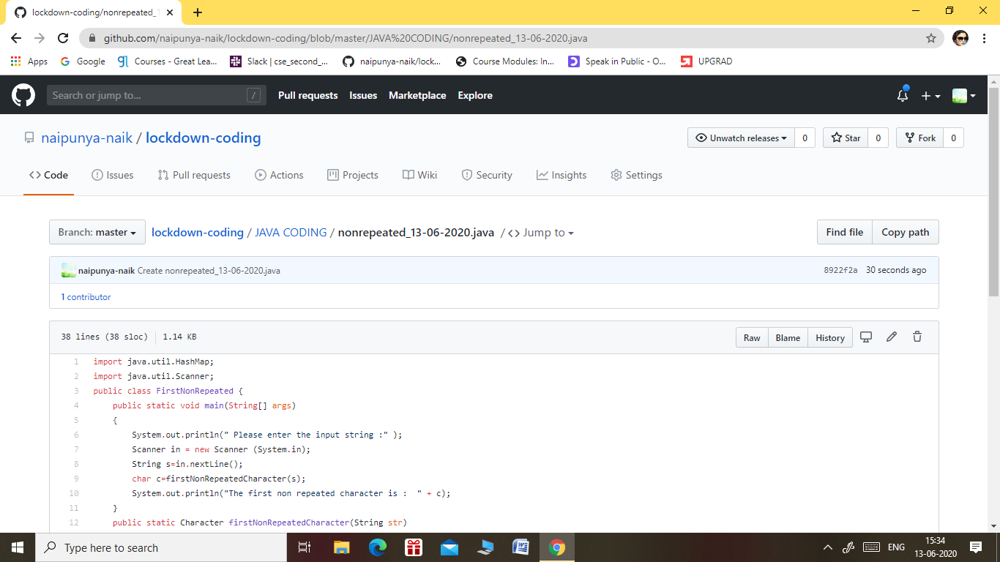 lockdown-coding/nonrepeated_1
github.com/naipunya-naik/lockdown-coding/blob/master/JAVA%20CODING/nonrepeated_13-06-2020.java
Apps Google Courses - Great Lea... Slack | cse_second_... naipunya-naik/lock... Course Modules: In... Speak in Public - O... UPGRAD
Search or jump to... / Pull requests Issues Marketplace Explore
naipunya-naik / lockdown-coding Unwatch releases 0 Star 0 Fork 0
Code Issues Pull requests Actions Projects Wiki Security Insights Settings
Branch: master lockdown-coding / JAVA CODING / nonrepeated_13-06-2020.java / <> Jump to Find file Copy path
naipunya-naik Create nonrepeated_13-06-2020.java 8922f2a 30 seconds ago
1 contributor
38 lines (38 sloc) 1.14 KB Raw Blame History
1 import java.util.HashMap;
2 import java.util.Scanner;
3 public class FirstNonRepeated {
4 public static void main(String[] args)
5 {
6 System.out.println(" Please enter the input string :" );
7 Scanner in = new Scanner (System.in);
8 String s=in.nextLine();
9 char c=firstNonRepeatedCharacter(s);
10 System.out.println("The first non repeated character is :  " + c);
11 }
12 public static Character firstNonRepeatedCharacter(String str)
Type here to search ENG 15:34
13-06-2020